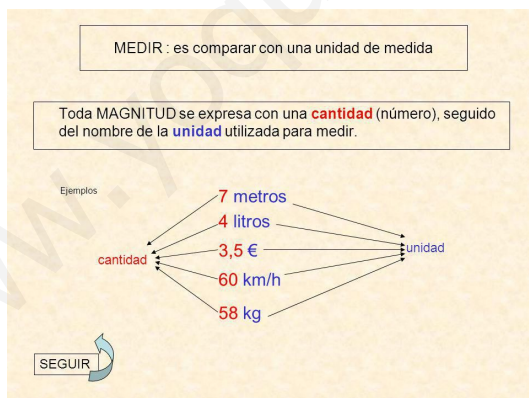 MEDIR : es comparar con una unidad de medida
Toda MAGNITUD se expresa con una cantidad (número), seguido
del nombre de la unidad utilizada para medir.
Ejemplos
7 metros
4 litros
3,5 €
60 km/h
58 kg
cantidad
unidad
SEGUIR